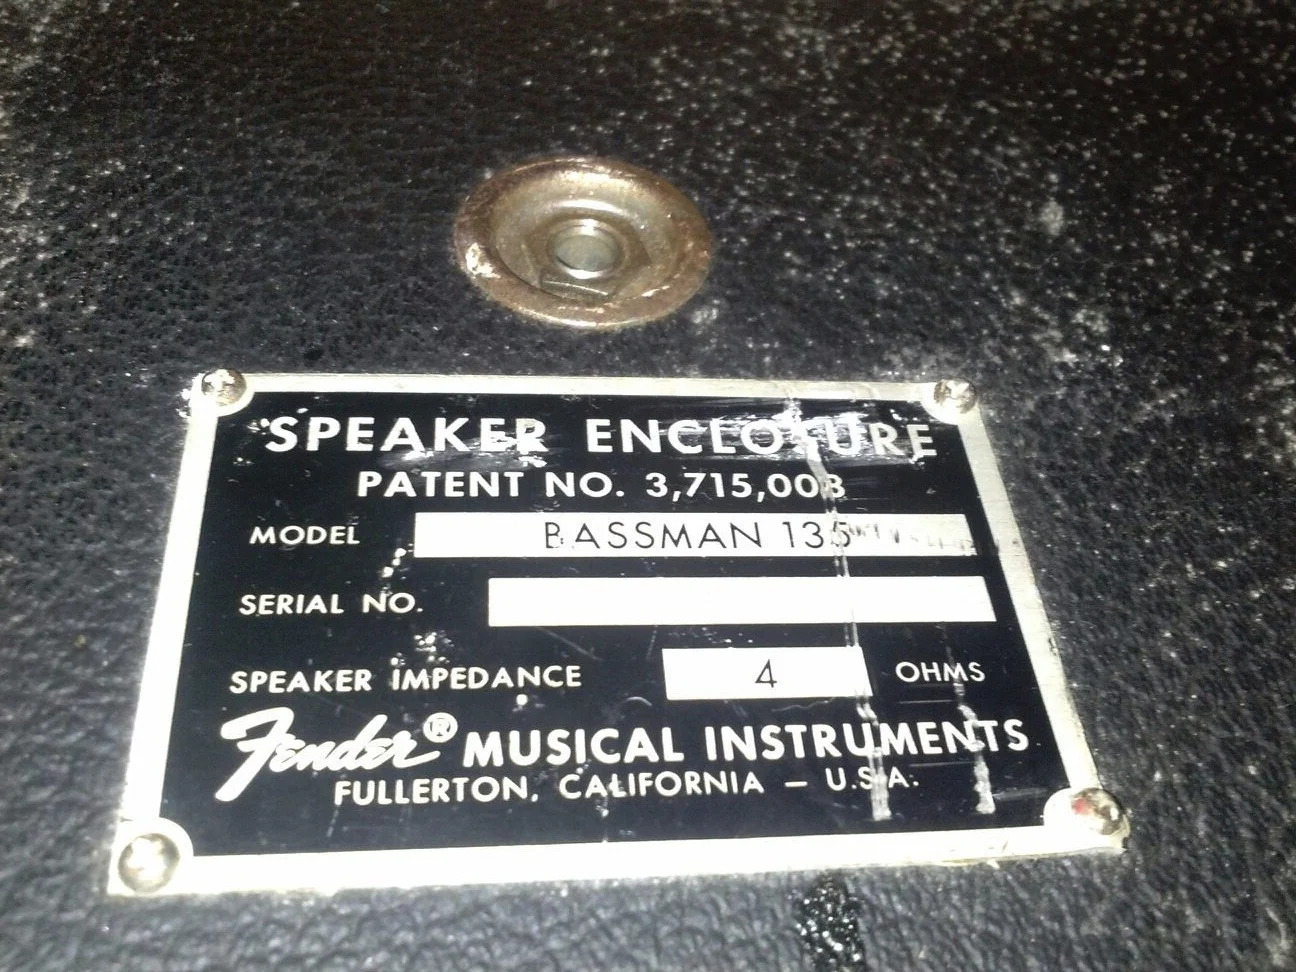 SPEAKER ENCLOSURE
PATENT NO. 3,715,003
MODEL BASSMAN 135
SERIAL NO.
SPEAKER IMPEDANCE 4 OHMS
Fender® MUSICAL INSTRUMENTS
FULLERTON, CALIFORNIA – U.S.A.